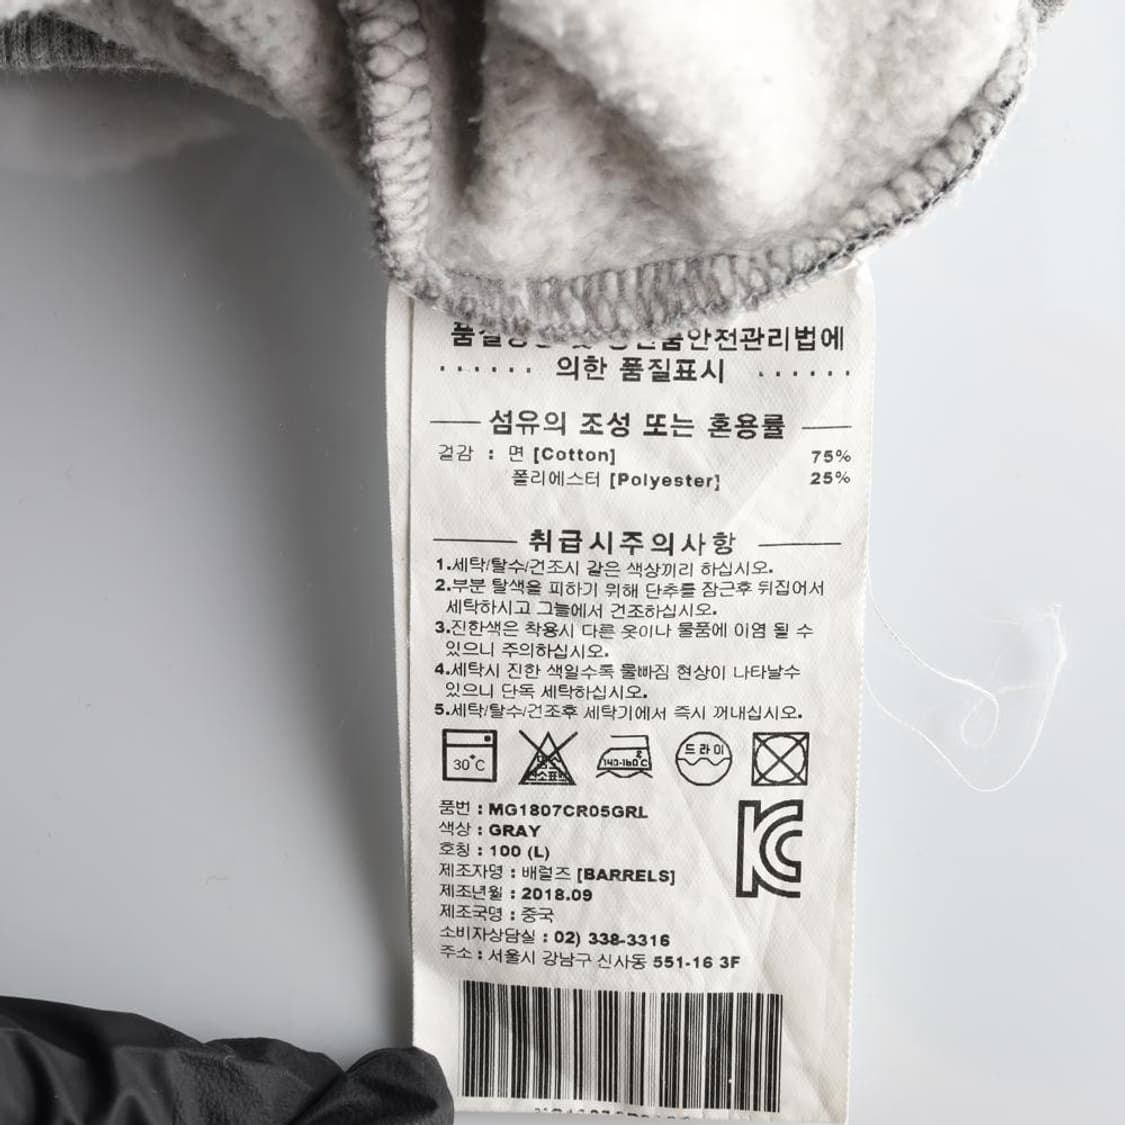 의한 품질표시
섬유의 조성 또는 혼용률
겉감 : 면 [Cotton] 75%
폴리에스터 [Polyester] 25%
취급시주의사항
1.세탁/탈수/건조시 같은 색상끼리 하십시오.
2.부분 탈색을 피하기 위해 단추를 잠근후 뒤집어서
세탁하시고 그늘에서 건조하십시오.
3.진한색은 착용시 다른 옷이나 물품에 이염 될 수
있으니 주의하십시오.
4.세탁시 진한 색일수록 물빠짐 현상이 나타날수
있으니 단독 세탁하십시오.
5.세탁/탈수/건조후 세탁기에서 즉시 꺼내십시오.
30°C 140-160°C 드라이
품번 : MG1807CR05GRL
색상 : GRAY
호칭 : 100 (L)
제조자명 : 배럴즈 [BARRELS]
제조년월 : 2018.09
제조국명 : 중국
소비자상담실 : 02) 338-3316
주소 : 서울시 강남구 신사동 551-16 3F